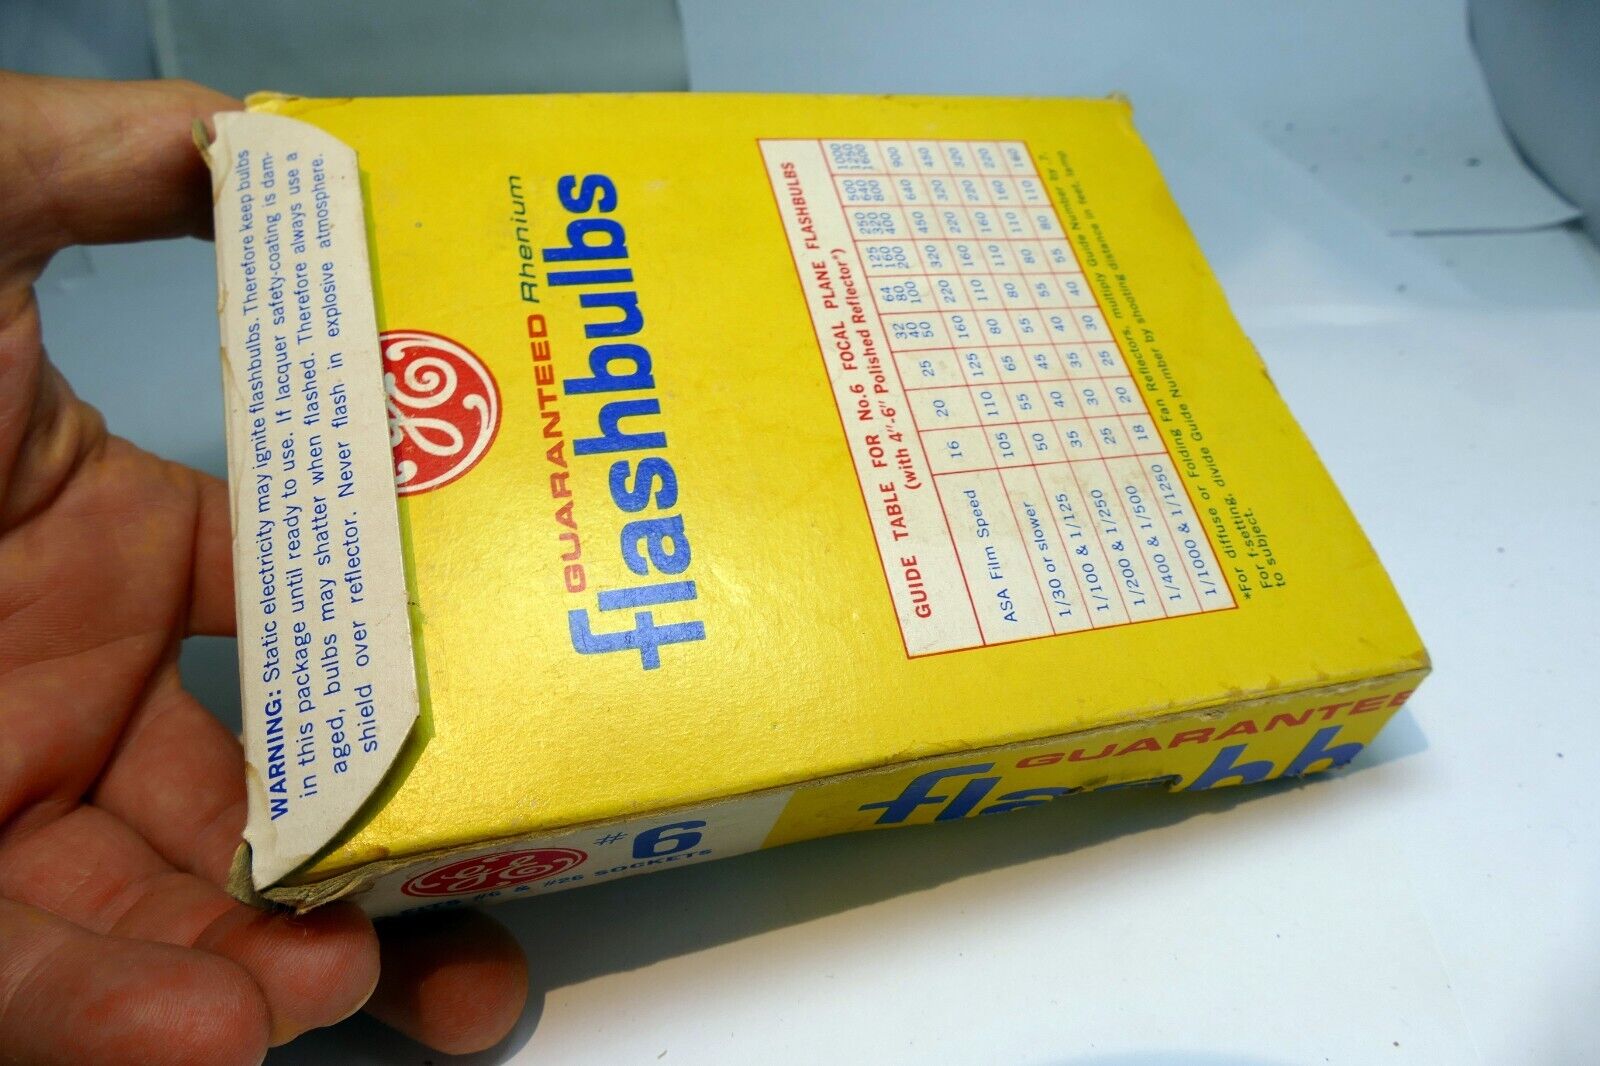 WARNING: Static electricity may ignite flashbulbs. Therefore keep bulbs
in this package until ready to use. If lacquer safety-coating is dam-
aged, bulbs may shatter when flashed. Therefore always use a
shield over reflector. Never flash in explosive atmosphere.
GE
GUARANTEED Rhenium
flashbulbs
GUIDE TABLE FOR No.6 FOCAL PLANE FLASHBULBS
(with 4"-6" Polished Reflector*)
ASA Film Speed 16 20 25 32 40 50 64 80 100 125 160 200 250 320 400 500 640 800 1000 1250 1600
1/30 or slower 105 110 125 160 220 320 450 640 900
1/100 & 1/125 50 55 65 80 110 160 220 320 450
1/200 & 1/250 35 40 45 55 80 110 160 220 320
1/400 & 1/500 25 30 35 40 55 80 110 160 220
1/1000 & 1/1250 18 20 25 30 40 55 80 110 160
*For diffuse or Folding Fan Reflectors, multiply Guide Number by .7.
For f-setting, divide Guide Number by shooting distance in feet, lamp
to subject.
GE
#6
FITS #6 & #26 SOCKETS
GUARANTEE
flashb